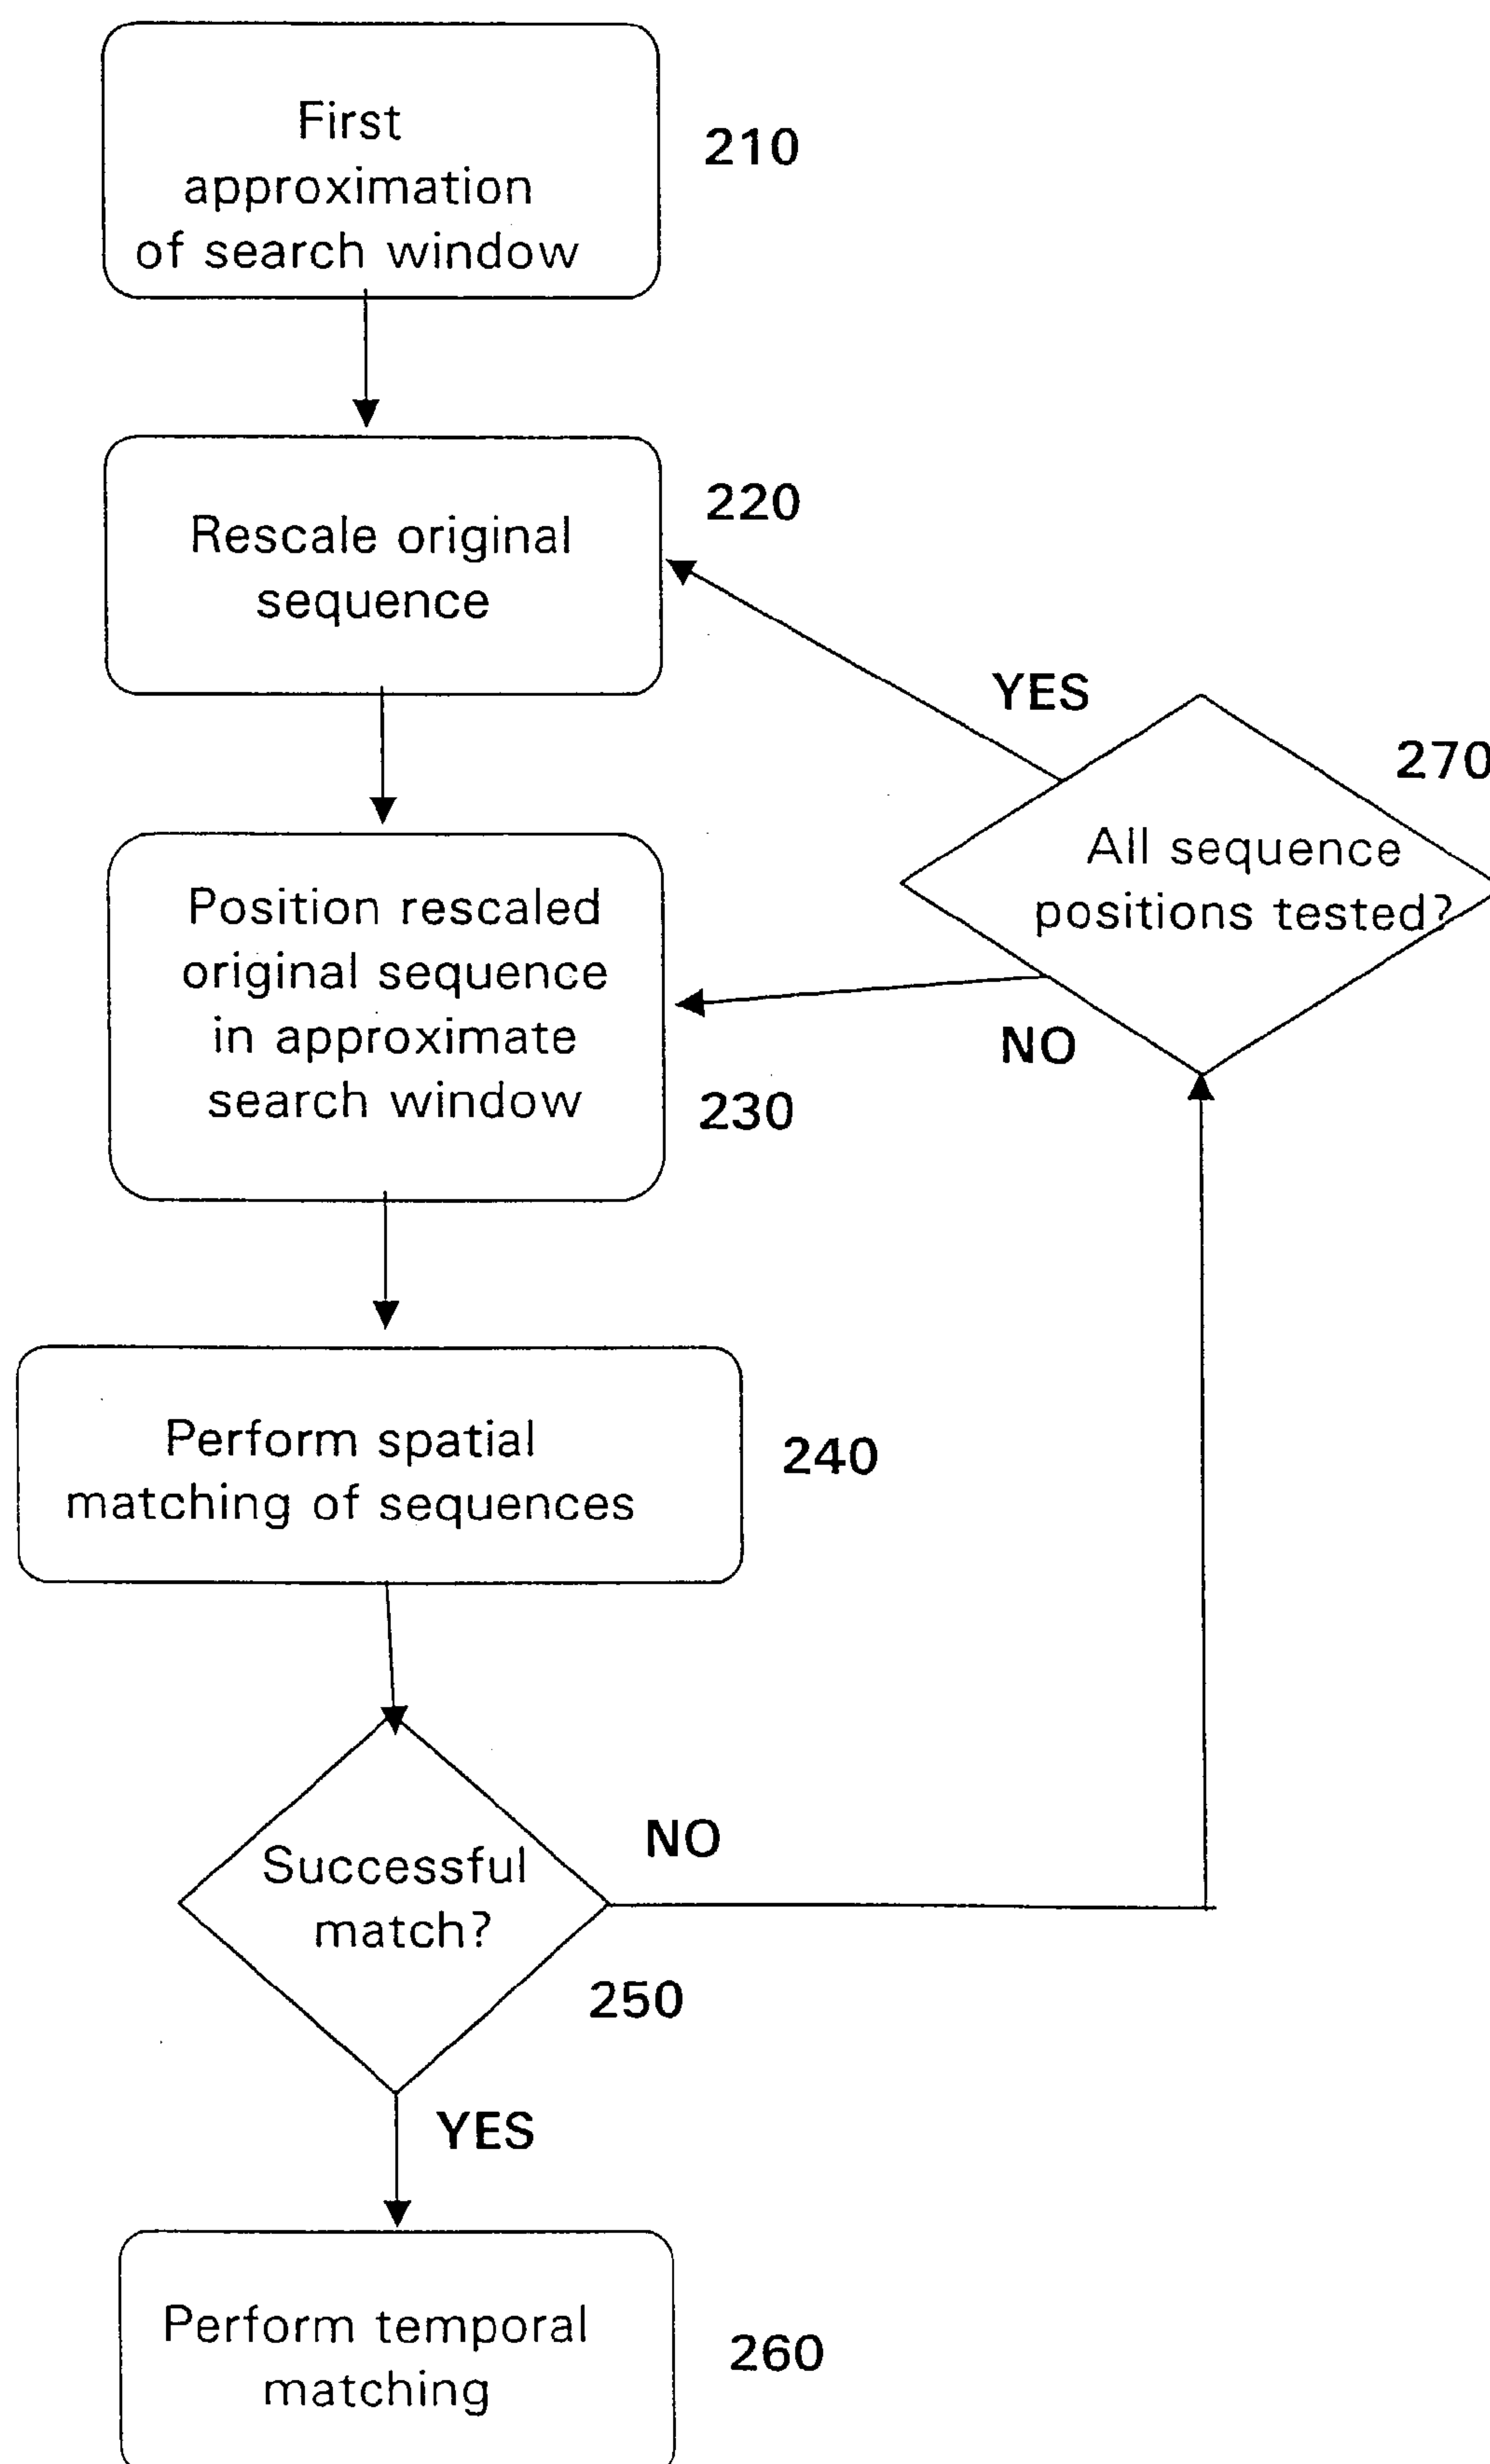 First
approximation
of search window
210
Rescale original
sequence
220
YES
270
All sequence
positions tested?
NO
Position rescaled
original sequence
in approximate
search window
230
Perform spatial
matching of sequences
240
Successful
match?
NO
250
YES
Perform temporal
matching
260